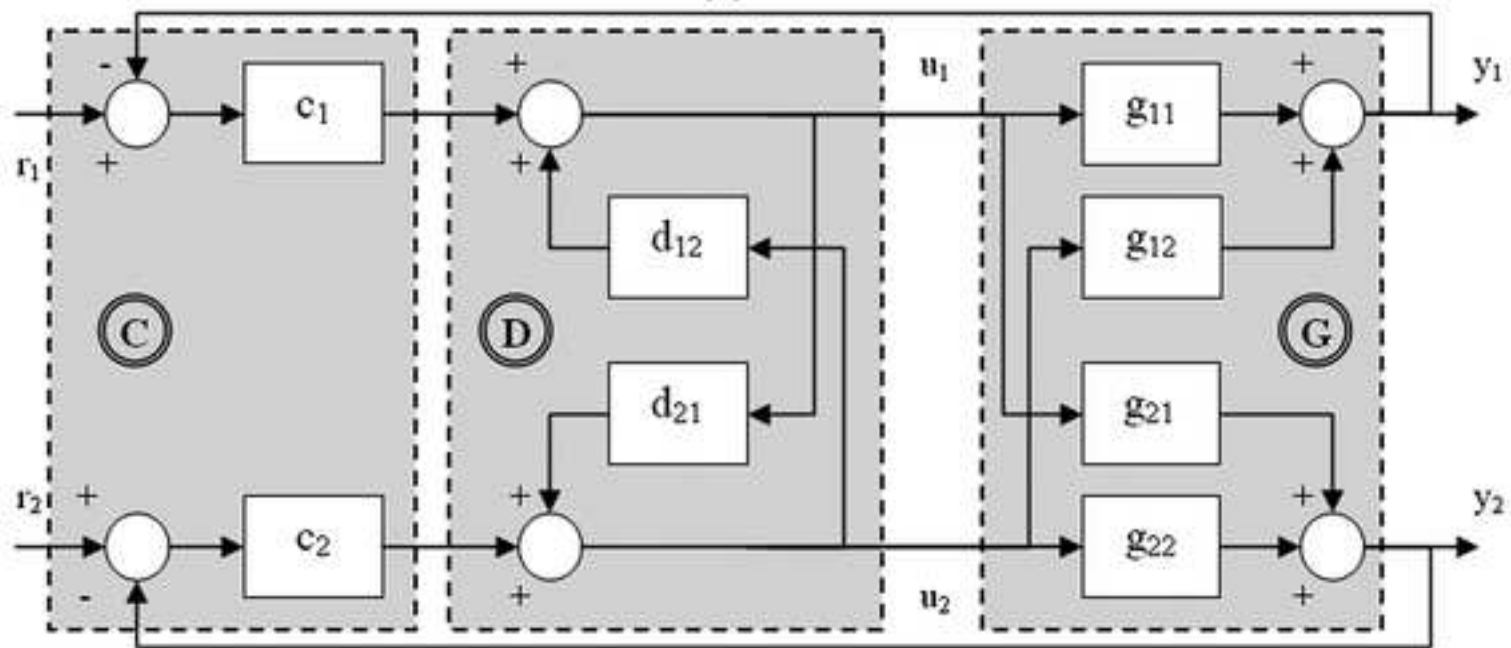 - + + u₁ + y₁
c₁ g₁₁
r₁ + + +
d₁₂ g₁₂
C D G
d₂₁ g₂₁
r₂ + + + y₂
c₂ g₂₂
- + u₂ +